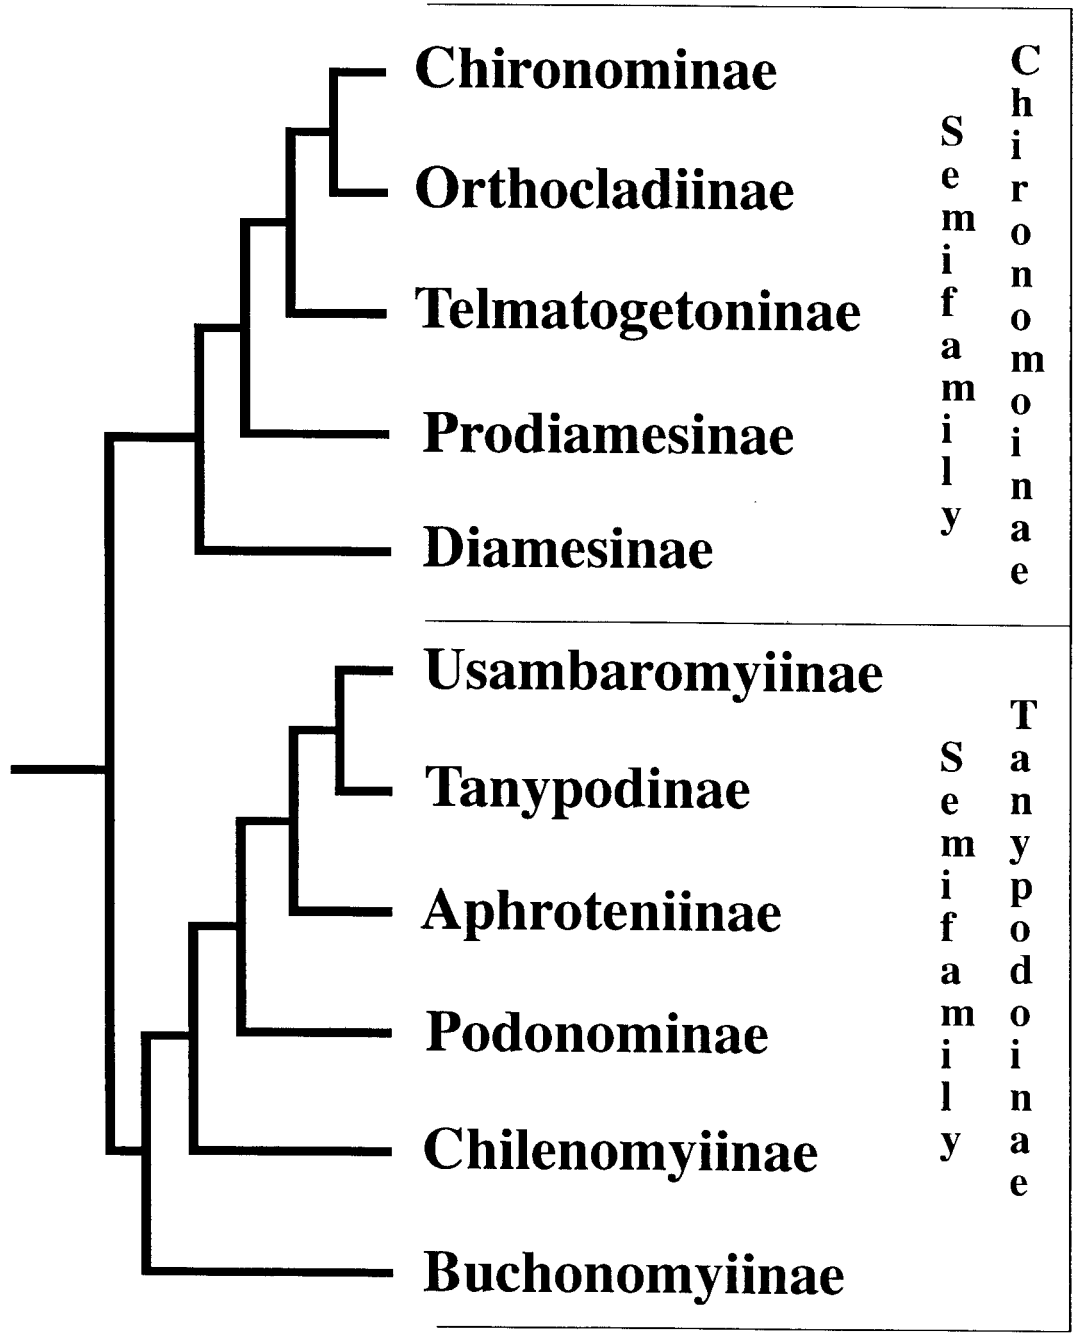 Chironominae
Orthocladiinae
Telmatogetoninae
Prodiamesinae
Diamesinae
Semifamily
Chironomoinae
Usambaromyiinae
Tanypodinae
Aphroteniinae
Podonominae
Chilenomyiinae
Buchonomyiinae
Semifamily
Tanypodoinae